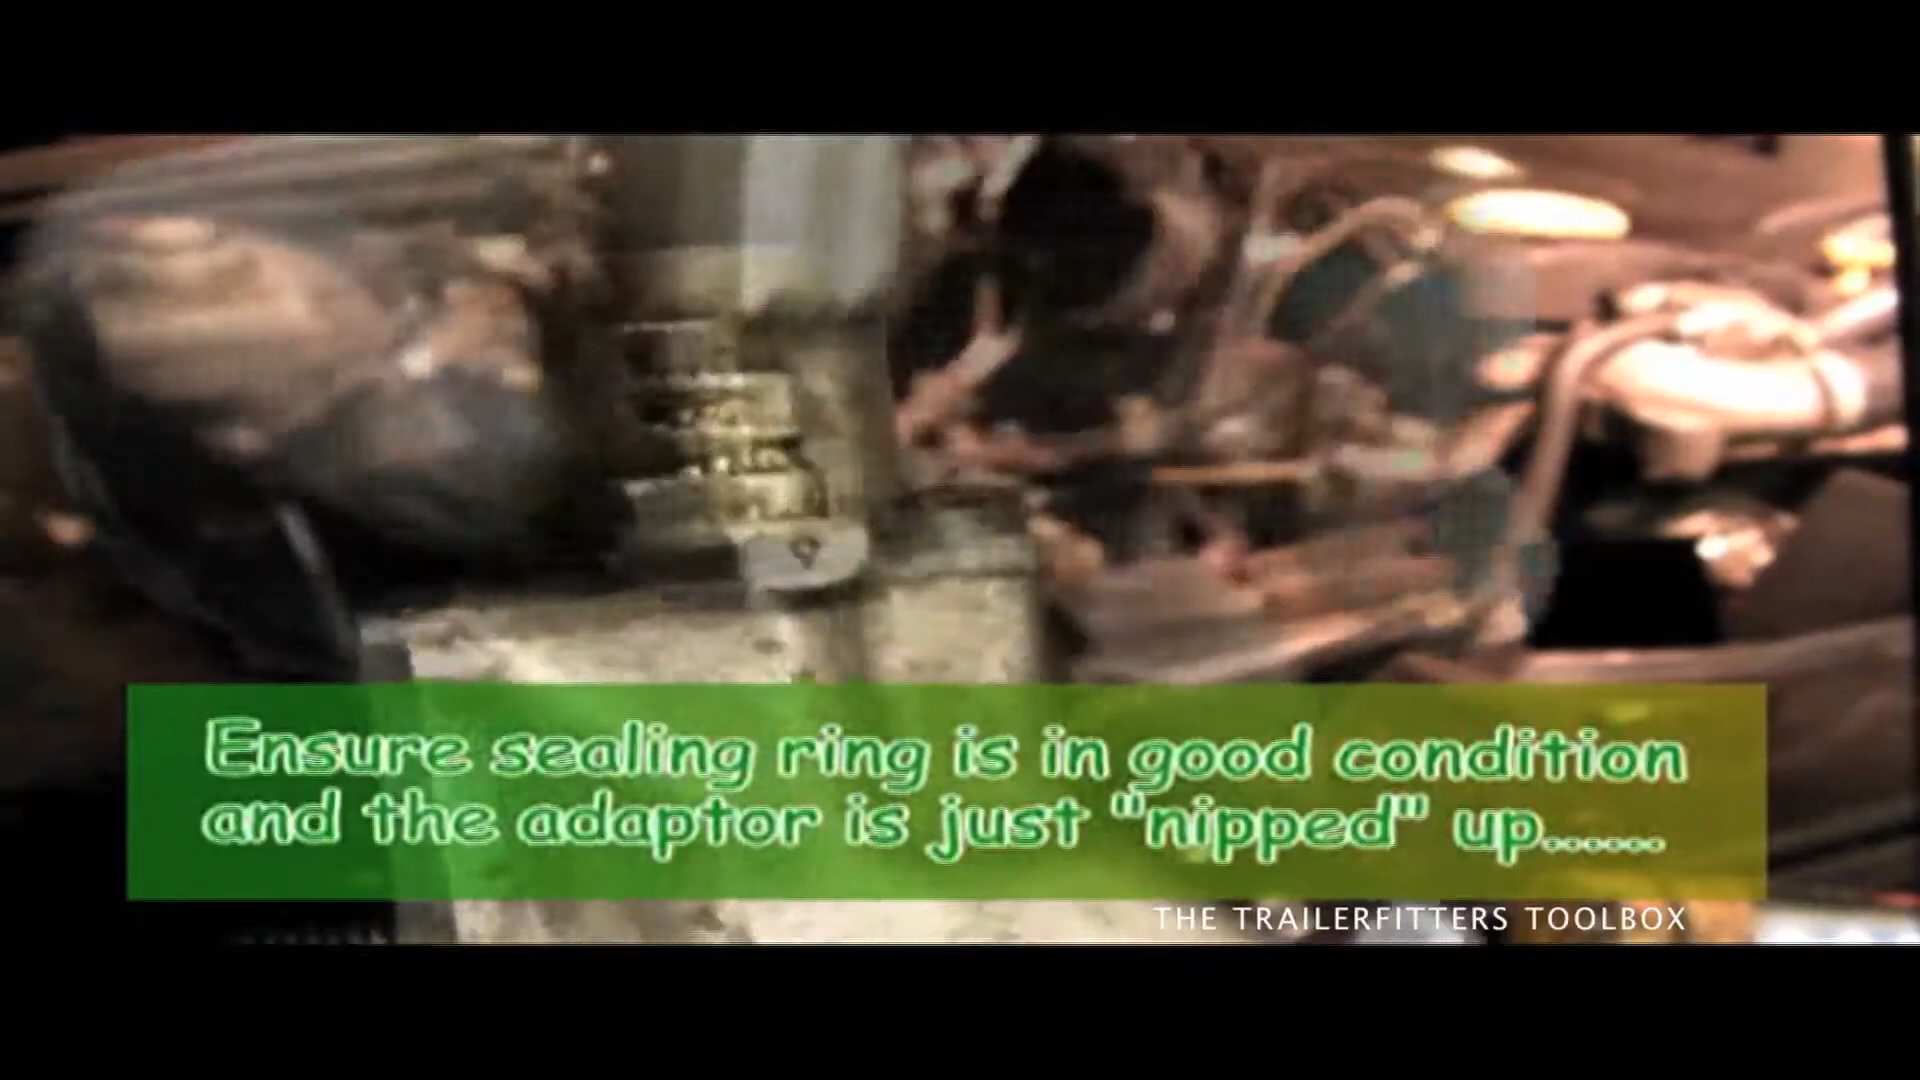 Ensure sealing ring is in good condition
and the adaptor is just "nipped" up......
THE TRAILERFITTERS TOOLBOX